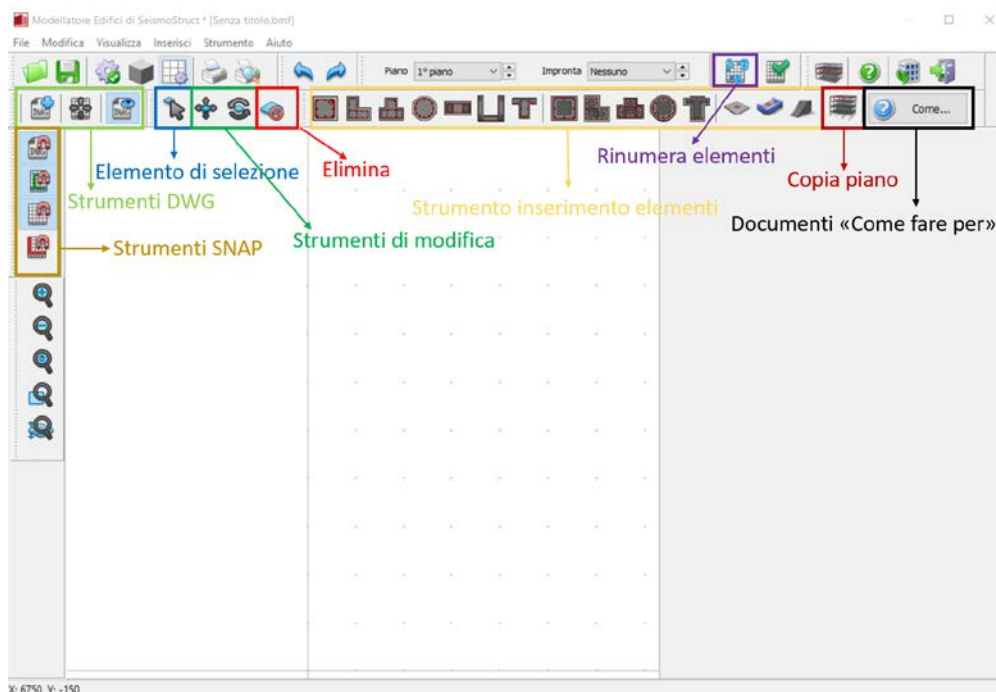 Modellatore Edifici di SeismoStruct * [Senza titolo.bmf]
File Modifica Visualizza Inserisci Strumento Aiuto
Piano 1° piano Impronta Nessuno
Come...
Elemento di selezione
Elimina
Rinumera elementi
Copia piano
Strumenti DWG
Strumento inserimento elementi
Documenti «Come fare per»
Strumenti di modifica
Strumenti SNAP
X: 6750 Y: -150